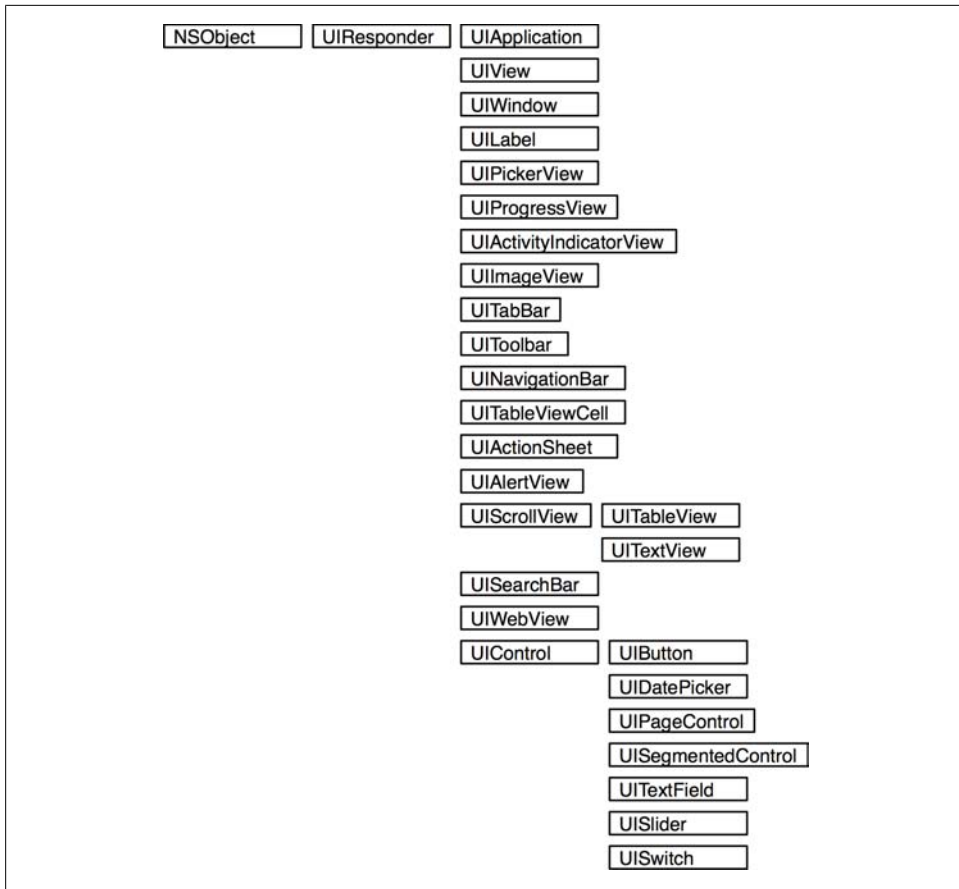 NSObject UIResponder UIApplication
UIView
UIWindow
UILabel
UIPickerView
UIProgressView
UIActivityIndicatorView
UIImageView
UITabBar
UIToolbar
UINavigationBar
UITableViewCell
UIActionSheet
UIAlertView
UIScrollView UITableView
UITextView
UISearchBar
UIWebView
UIControl UIButton
UIDatePicker
UIPageControl
UISegmentedControl
UITextField
UISlider
UISwitch